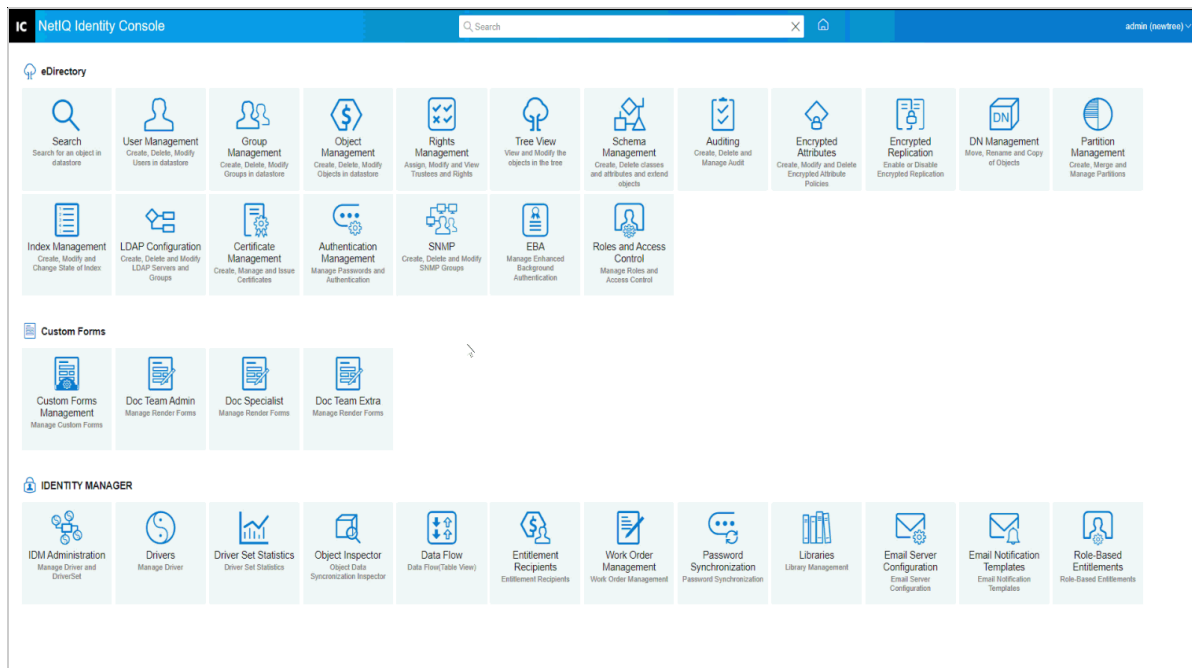 IC NetIQ Identity Console
Search
admin (newtree)
eDirectory
Search
Search for an object in
datastore
User Management
Create, Delete, Modify
Users in datastore
Group
Management
Create, Delete, Modify
Groups in datastore
Object
Management
Create, Delete, Modify
Objects in datastore
Rights
Management
Assign, Modify and View
Trustees and Rights
Tree View
View and Modify the
objects in the tree
Schema
Management
Create, Delete classes
and attributes and extend
objects
Auditing
Create, Delete and
Manage Audit
Encrypted
Attributes
Create, Modify and Delete
Encrypted Attribute
Policies
Encrypted
Replication
Enable or Disable
Encrypted Replication
DN
DN Management
Move, Rename and Copy
of Objects
Partition
Management
Create, Merge and
Manage Partitions
Index Management
Create, Modify and
Change State of Index
LDAP Configuration
Create, Delete and Modify
LDAP Servers and
Groups
Certificate
Management
Create, Manage and Issue
Certificates
Authentication
Management
Manage Passwords and
Authentication
SNMP
Create, Delete and Modify
SNMP Groups
EBA
Manage Enhanced
Background
Authentication
Roles and Access
Control
Manage Roles and
Access Control
Custom Forms
Custom Forms
Management
Manage Custom Forms
Doc Team Admin
Manage Render Forms
Doc Specialist
Manage Render Forms
Doc Team Extra
Manage Render Forms
IDENTITY MANAGER
IDM Administration
Manage Driver and
DriverSet
Drivers
Manage Driver
Driver Set Statistics
Driver Set Statistics
Object Inspector
Object Data
Syncronization Inspector
Data Flow
Data Flow(Table View)
Entitlement
Recipients
Entitlement Recipients
Work Order
Management
Work Order Management
Password
Synchronization
Password Synchronization
Libraries
Library Management
Email Server
Configuration
Email Server
Configuration
Email Notification
Templates
Email Notification
Templates
Role-Based
Entitlements
Role-Based Entitlements